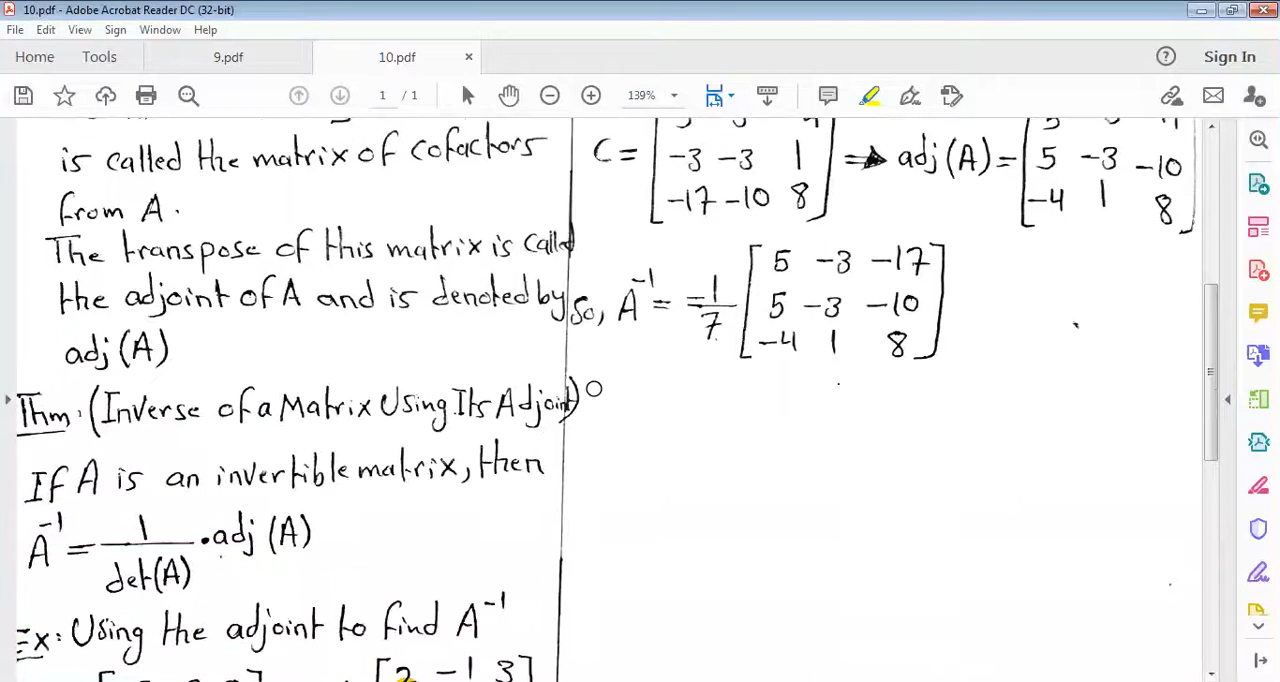 10.pdf - Adobe Acrobat Reader DC (32-bit)
File Edit View Sign Window Help
Home Tools 9.pdf 10.pdf × Sign In
1 / 1 139%
is called the matrix of cofactors
from A.
The transpose of this matrix is called
the adjoint of A and is denoted by
adj(A)
Thm: (Inverse of a Matrix Using Its Adjoint)
If A is an invertible matrix, then
A^-1 = 1/det(A) . adj(A)
Ex: Using the adjoint to find A^-1
[2 -1 3]
C = [ -3 -3 1
-17 -10 8 ] ⇒ adj(A) = [ 5 -3 -10
-4 1 8 ]
So, A^-1 = -1/7 [ 5 -3 -17
5 -3 -10
-4 1 8 ]